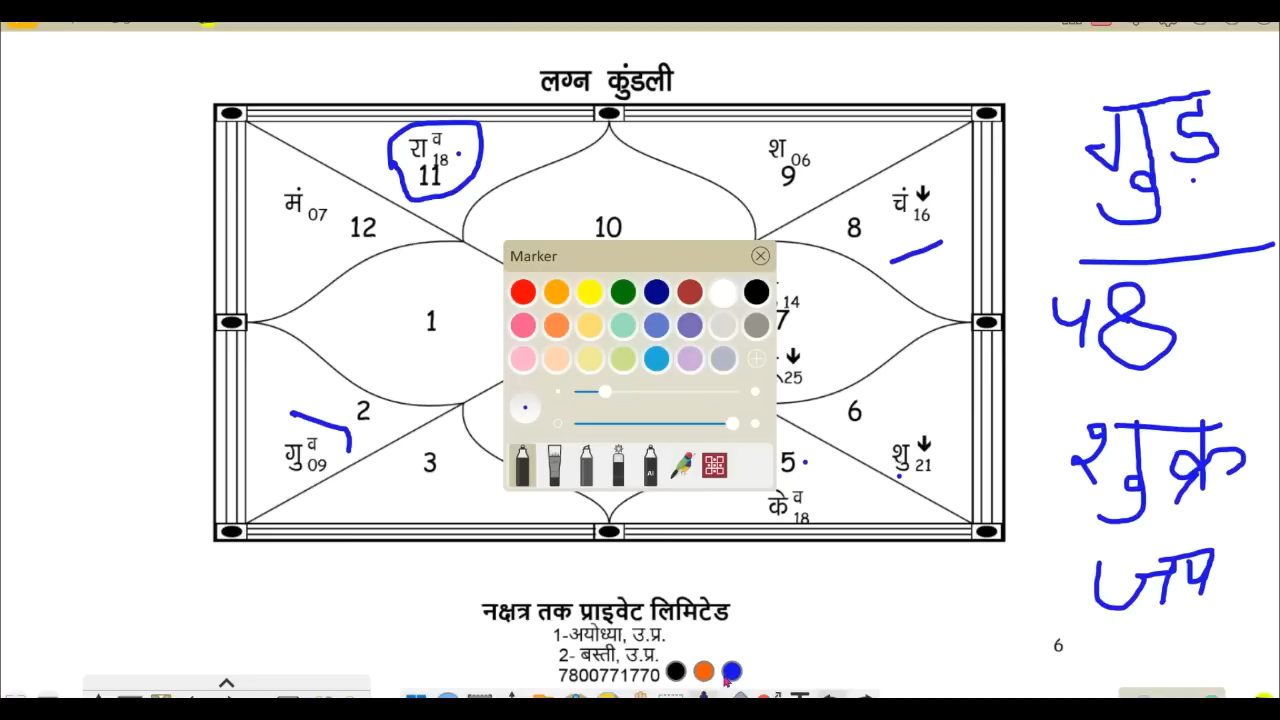 लग्न कुंडली
रा व 18
11
श 06
9
मं 07
12
10
8
चं 16
1
14
7
25
2
6
गु व 09
3
5
शु 21
के व 18
Marker
AI
नक्षत्र तक प्राइवेट लिमिटेड
1-अयोध्या, उ.प्र.
2- बस्ती, उ.प्र.
7800771770
6
शुक्र
जप